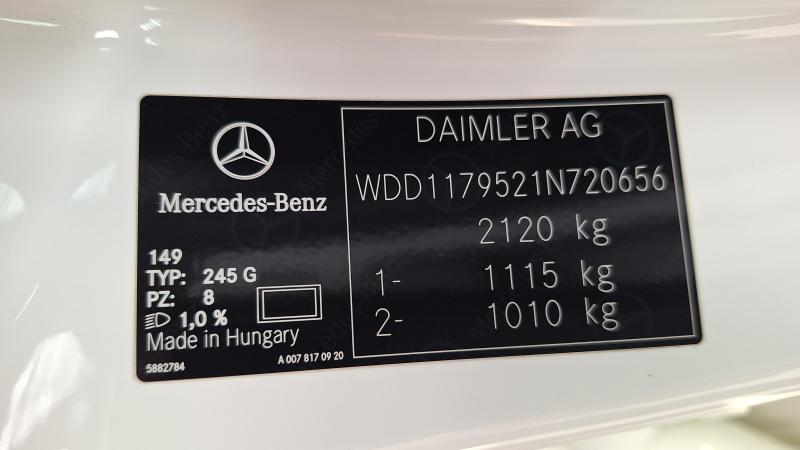 Mercedes-Benz
149
TYP: 245 G
PZ: 8
1,0 %
Made in Hungary
5882784
A 007 817 09 20
DAIMLER AG
WDD1179521N720656
2120 kg
1- 1115 kg
2- 1010 kg